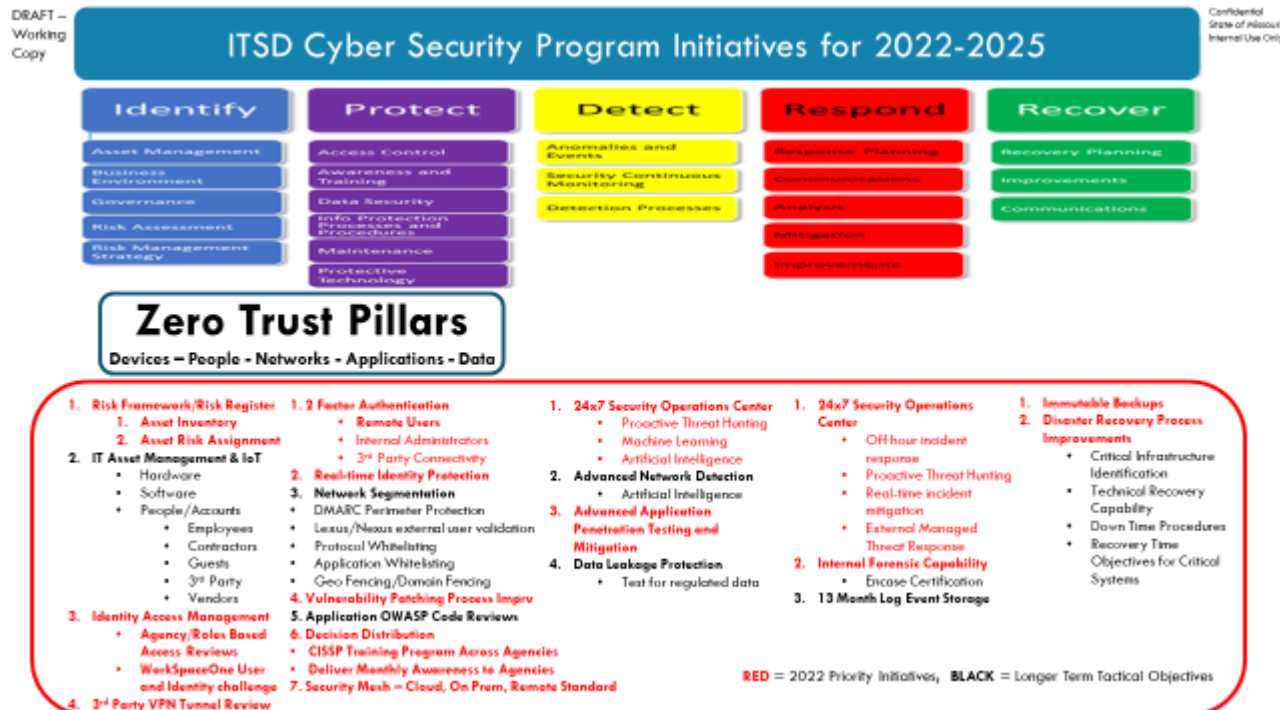 DRAFT –
Working
Copy
ITSD Cyber Security Program Initiatives for 2022-2025
Confidential
State of Missouri
Internal Use Only
Identify
Asset Management
Business
Environment
Governance
Risk Assessment
Risk Management
Strategy
Protect
Access Control
Awareness and
Training
Data Security
Info Protection
Processes and
Procedures
Maintenance
Protective
Technology
Detect
Anomalies and
Events
Security Continuous
Monitoring
Detection Processes
Respond
Response Planning
Communications
Analysis
Mitigation
Improvements
Recover
Recovery Planning
Improvements
Communications
Zero Trust Pillars
Devices – People - Networks - Applications - Data
1. Risk Framework/Risk Register
1. Asset Inventory
2. Asset Risk Assignment
2. IT Asset Management & IoT
• Hardware
• Software
• People/Accounts
• Employees
• Contractors
• Guests
• 3rd Party
• Vendors
3. Identity Access Management
• Agency/Roles Based
Access Reviews
• WorkSpaceOne User
and Identity challenge
4. 3rd Party VPN Tunnel Review
1. 2 Factor Authentication
• Remote Users
• Internal Administrators
• 3rd Party Connectivity
2. Real-time Identity Protection
3. Network Segmentation
• DMARC Perimeter Protection
• Lexus/Nexus external user validation
• Protocol Whitelisting
• Application Whitelisting
• Geo Fencing/Domain Fencing
4. Vulnerability Patching Process Imprv
5. Application OWASP Code Reviews
6. Decision Distribution
• CISSP Training Program Across Agencies
• Deliver Monthly Awareness to Agencies
7. Security Mesh – Cloud, On Prem, Remote Standard
1. 24x7 Security Operations Center
• Proactive Threat Hunting
• Machine Learning
• Artificial Intelligence
2. Advanced Network Detection
• Artificial Intelligence
3. Advanced Application
Penetration Testing and
Mitigation
4. Data Leakage Protection
• Test for regulated data
1. 24x7 Security Operations
Center
• Off hour incident
response
• Proactive Threat Hunting
• Real-time incident
mitigation
• External Managed
Threat Response
2. Internal Forensic Capability
• Encase Certification
3. 13 Month Log Event Storage
1. Immutable Backups
2. Disaster Recovery Process
Improvements
• Critical Infrastructure
Identification
• Technical Recovery
Capability
• Down Time Procedures
• Recovery Time
Objectives for Critical
Systems
RED = 2022 Priority Initiatives, BLACK = Longer Term Tactical Objectives